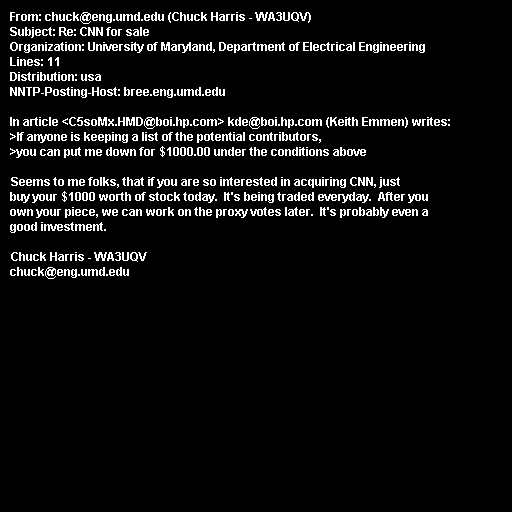 From: chuck@eng.umd.edu (Chuck Harris - WA3UQV)
Subject: Re: CNN for sale
Organization: University of Maryland, Department of Electrical Engineering
Lines: 11
Distribution: usa
NNTP-Posting-Host: bree.eng.umd.edu

In article <C5soMx.HMD@boi.hp.com> kde@boi.hp.com (Keith Emmen) writes:
>If anyone is keeping a list of the potential contributors,
>you can put me down for $1000.00 under the conditions above

Seems to me folks, that if you are so interested in acquiring CNN, just
buy your $1000 worth of stock today.  It's being traded everyday.  After you
own your piece, we can work on the proxy votes later.  It's probably even a
good investment.

Chuck Harris - WA3UQV
chuck@eng.umd.edu